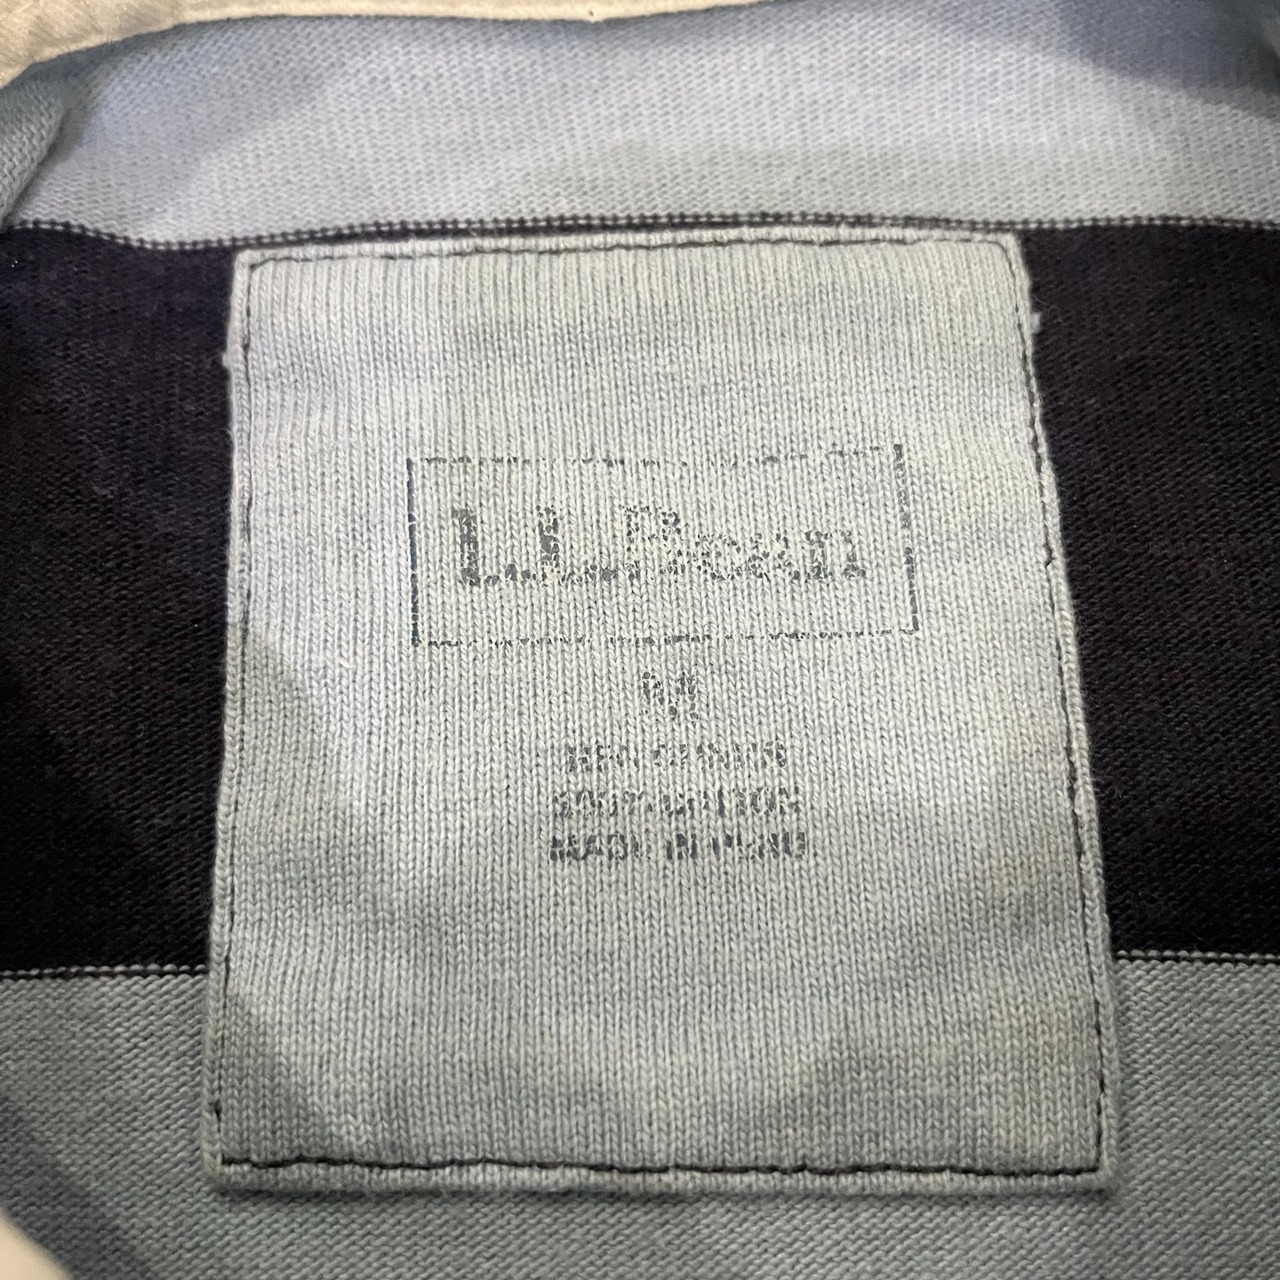 L.L.Bean
M
100% COTTON
MADE IN PERU